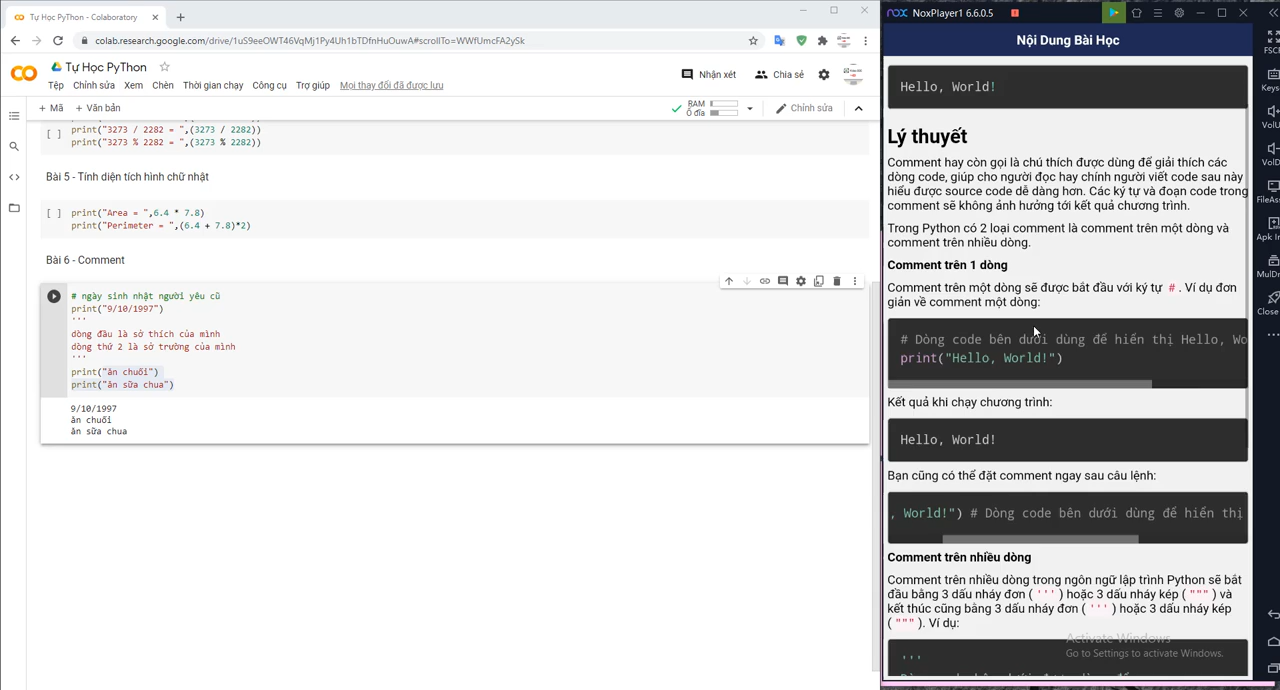 Tự Học PyThon - Colaboratory
colab.research.google.com/drive/1uS9eeOWT46VqMj1Py4Uh1bTDfnHuOuwA#scrollTo=WWfUmcFA2ySk
Tự Học PyThon
Tệp Chỉnh sửa Xem Chèn Thời gian chạy Công cụ Trợ giúp Mọi thay đổi đã được lưu
Nhận xét Chia sẻ
+ Mã + Văn bản
RAM
Ổ đĩa
Chỉnh sửa
print("3273 / 2282 = ",(3273 / 2282))
[ ] print("3273 % 2282 = ",(3273 % 2282))
Bài 5 - Tính diện tích hình chữ nhật
[ ] print("Area = ",6.4 * 7.8)
print("Perimeter = ",(6.4 + 7.8)*2)
Bài 6 - Comment
# ngày sinh nhật người yêu cũ
print("9/10/1997")
'''
dòng đầu là sở thích của mình
dòng thứ 2 là sở trường của mình
'''
print("ăn chuối")
print("ăn sữa chua")
9/10/1997
ăn chuối
ăn sữa chua
nox NoxPlayer1 6.6.0.5
Nội Dung Bài Học
Hello, World!
Lý thuyết
Comment hay còn gọi là chú thích được dùng để giải thích các
dòng code, giúp cho người đọc hay chính người viết code sau này
hiểu được source code dễ dàng hơn. Các ký tự và đoạn code trong
comment sẽ không ảnh hưởng tới kết quả chương trình.
Trong Python có 2 loại comment là comment trên một dòng và
comment trên nhiều dòng.
Comment trên 1 dòng
Comment trên một dòng sẽ được bắt đầu với ký tự # . Ví dụ đơn
giản về comment một dòng:
# Dòng code bên dưới dùng để hiển thị Hello, Wo
print("Hello, World!")
Kết quả khi chạy chương trình:
Hello, World!
Bạn cũng có thể đặt comment ngay sau câu lệnh:
, World!") # Dòng code bên dưới dùng để hiển thị
Comment trên nhiều dòng
Comment trên nhiều dòng trong ngôn ngữ lập trình Python sẽ bắt
đầu bằng 3 dấu nháy đơn ( ''' ) hoặc 3 dấu nháy kép ( """ ) và
kết thúc cũng bằng 3 dấu nháy đơn ( ''' ) hoặc 3 dấu nháy kép
( """ ). Ví dụ:
'''
Activate Windows
Go to Settings to activate Windows.
FSCR
Keys
VolU
VolD
FileAss
Apk In
MulDr
Close